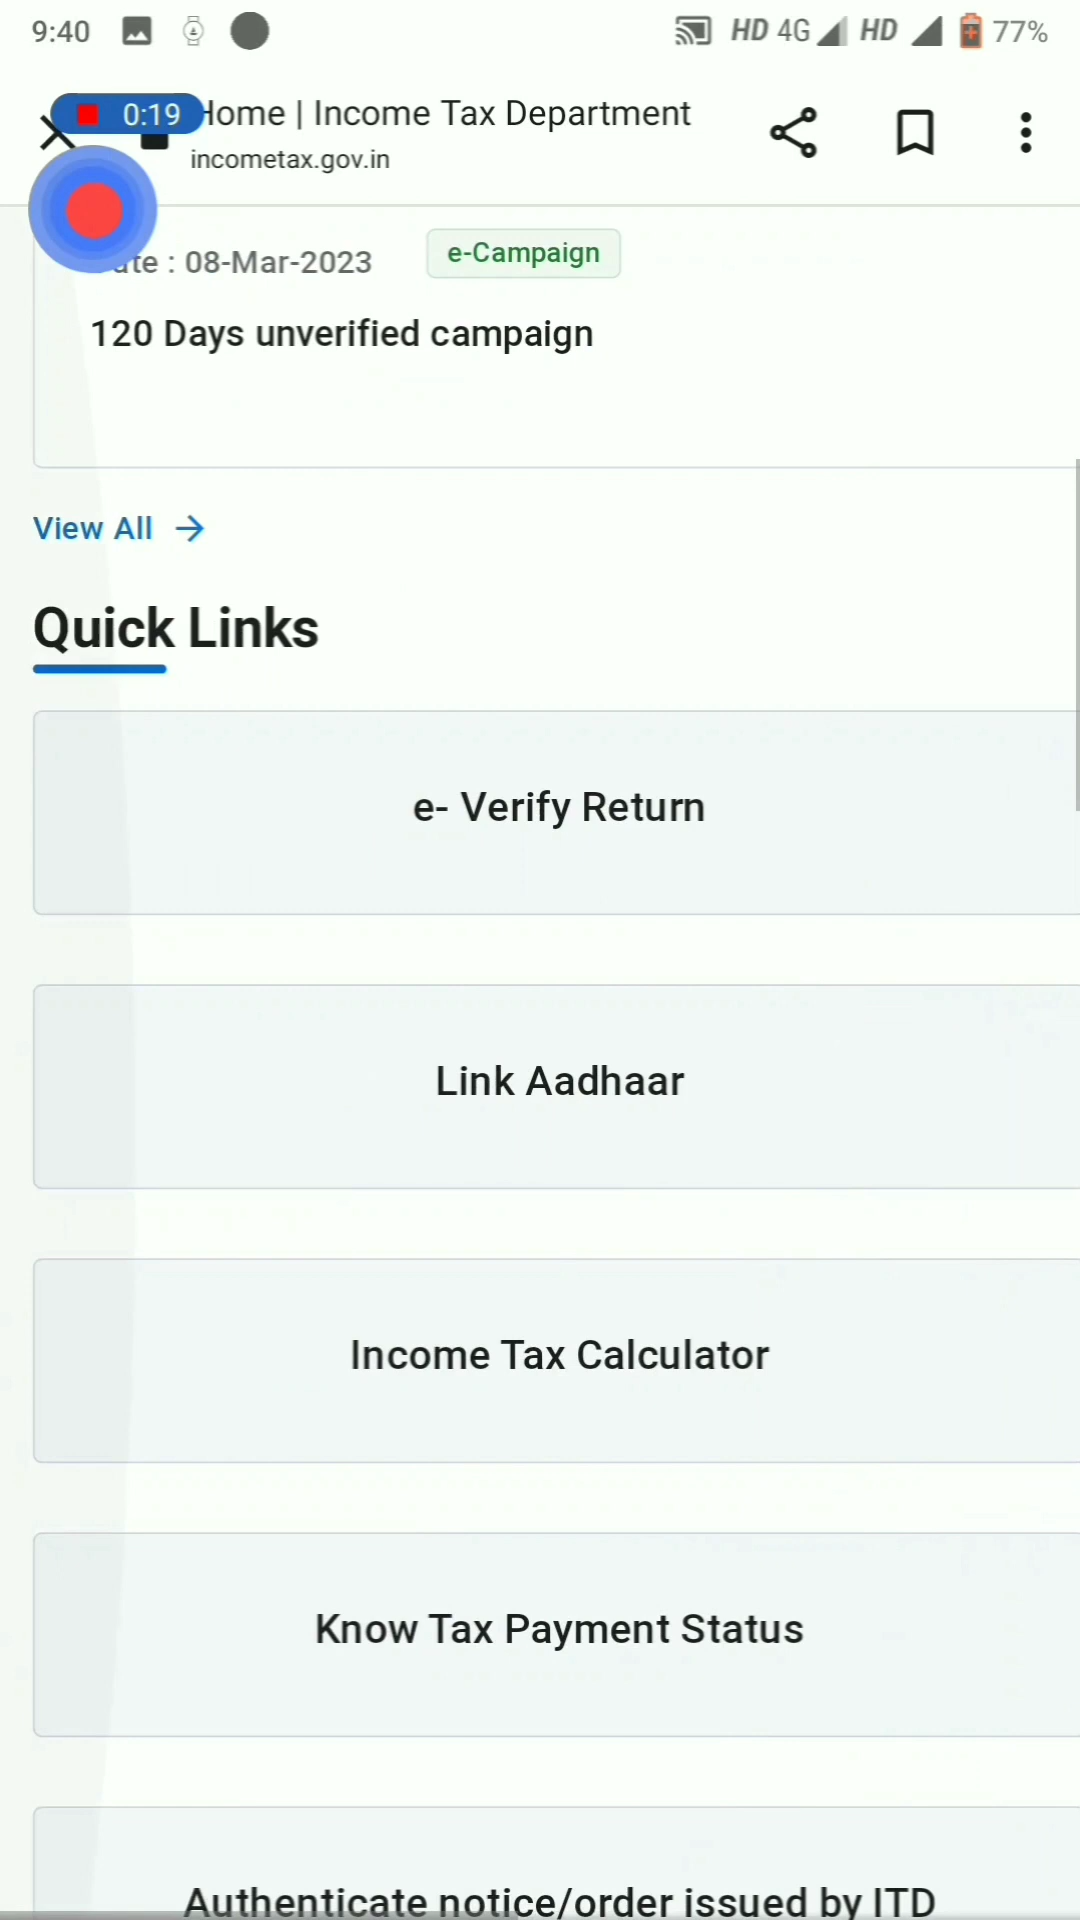 9:40
HD 4G HD 77%
0:19
Home | Income Tax Department
incometax.gov.in
Date : 08-Mar-2023
e-Campaign
120 Days unverified campaign
View All
Quick Links
e- Verify Return
Link Aadhaar
Income Tax Calculator
Know Tax Payment Status
Authenticate notice/order issued by ITD